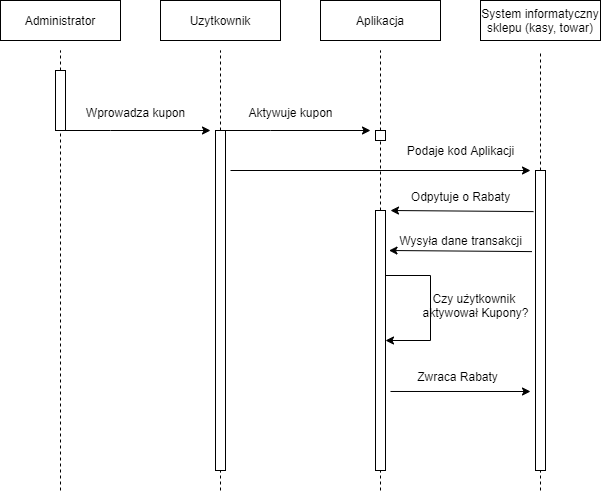 Administrator
Uzytkownik
Aplikacja
System informatyczny
sklepu (kasy, towar)
Wprowadza kupon
Aktywuje kupon
Podaje kod Aplikacji
Odpytuje o Rabaty
Wysyła dane transakcji
Czy użytkownik
aktywował Kupony?
Zwraca Rabaty